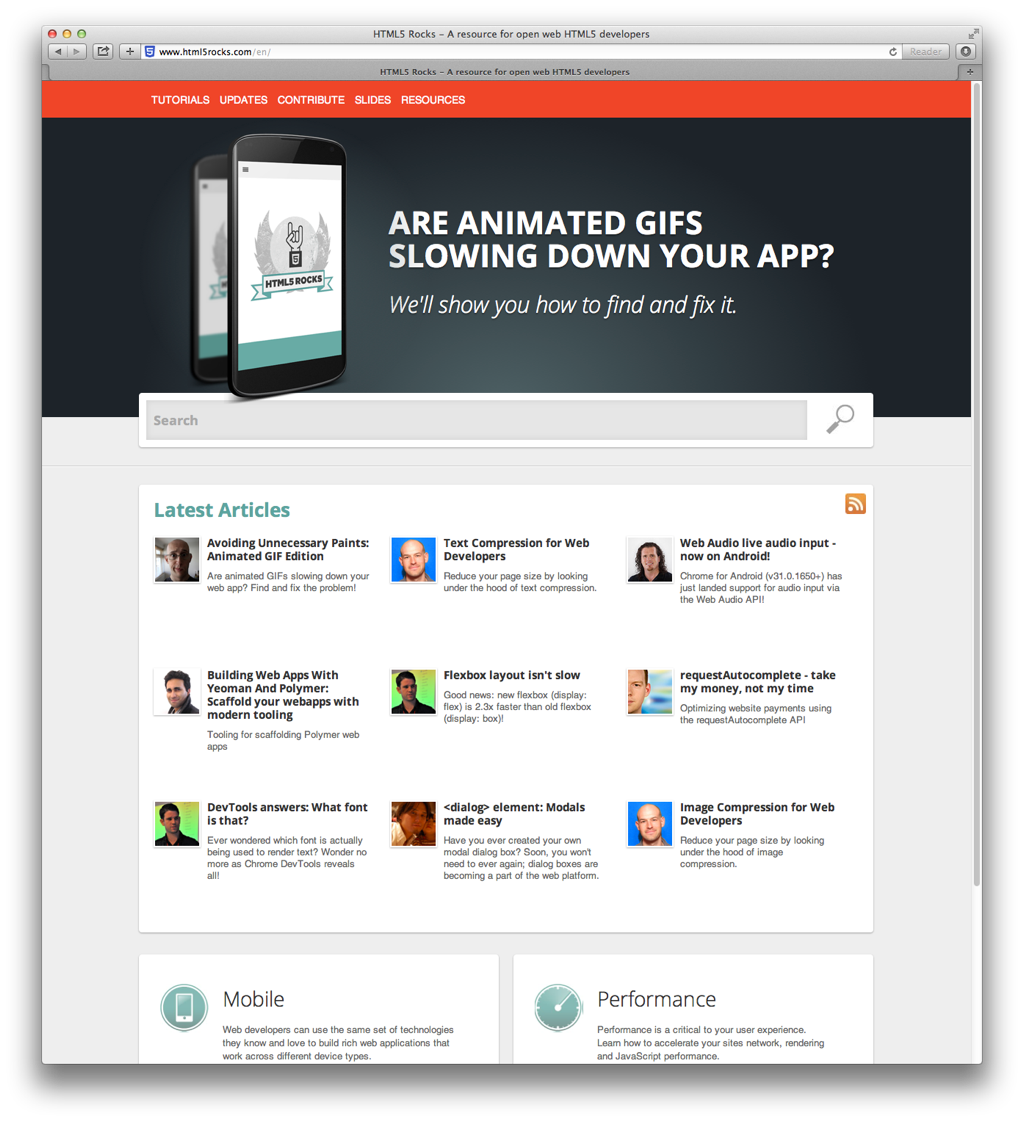 HTML5 Rocks - A resource for open web HTML5 developers
www.html5rocks.com/en/
Reader
HTML5 Rocks - A resource for open web HTML5 developers
TUTORIALS UPDATES CONTRIBUTE SLIDES RESOURCES
HTML5 ROCKS
ARE ANIMATED GIFS
SLOWING DOWN YOUR APP?
We'll show you how to find and fix it.
Search
Latest Articles
Avoiding Unnecessary Paints:
Animated GIF Edition
Are animated GIFs slowing down your
web app? Find and fix the problem!
Text Compression for Web
Developers
Reduce your page size by looking
under the hood of text compression.
Web Audio live audio input -
now on Android!
Chrome for Android (v31.0.1650+) has
just landed support for audio input via
the Web Audio API!
Building Web Apps With
Yeoman And Polymer:
Scaffold your webapps with
modern tooling
Tooling for scaffolding Polymer web
apps
Flexbox layout isn't slow
Good news: new flexbox (display:
flex) is 2.3x faster than old flexbox
(display: box)!
requestAutocomplete - take
my money, not my time
Optimizing website payments using
the requestAutocomplete API
DevTools answers: What font
is that?
Ever wondered which font is actually
being used to render text? Wonder no
more as Chrome DevTools reveals
all!
<dialog> element: Modals
made easy
Have you ever created your own
modal dialog box? Soon, you won't
need to ever again; dialog boxes are
becoming a part of the web platform.
Image Compression for Web
Developers
Reduce your page size by looking
under the hood of image
compression.
Mobile
Web developers can use the same set of technologies
they know and love to build rich web applications that
work across different device types.
Performance
Performance is a critical to your user experience.
Learn how to accelerate your sites network, rendering
and JavaScript performance.